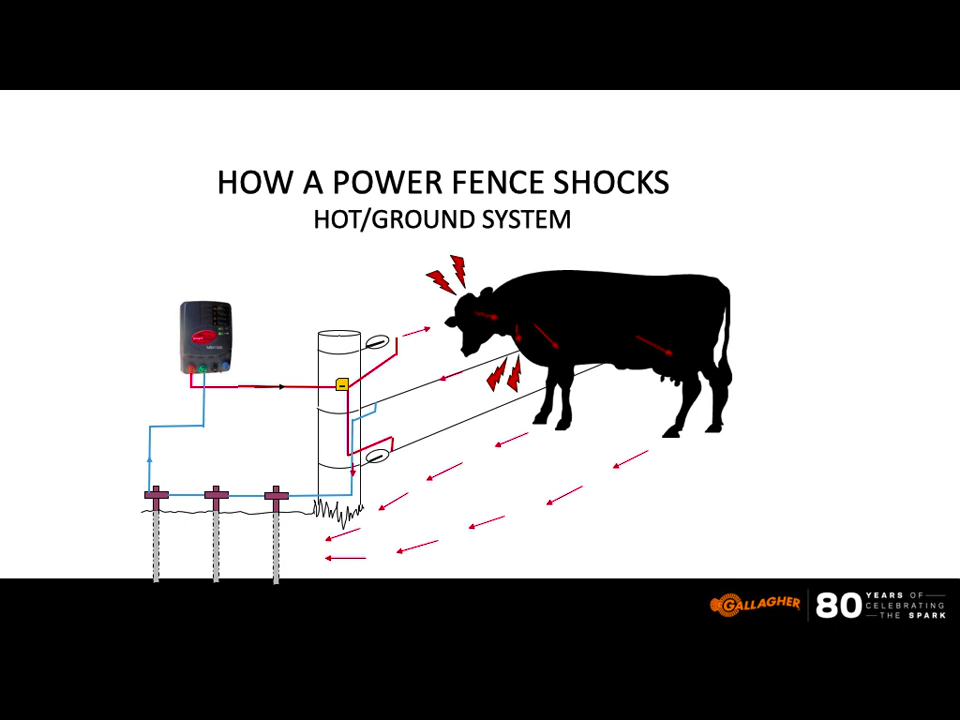 HOW A POWER FENCE SHOCKS
HOT/GROUND SYSTEM
GALLAGHER
80 YEARS OF
CELEBRATING
THE SPARK